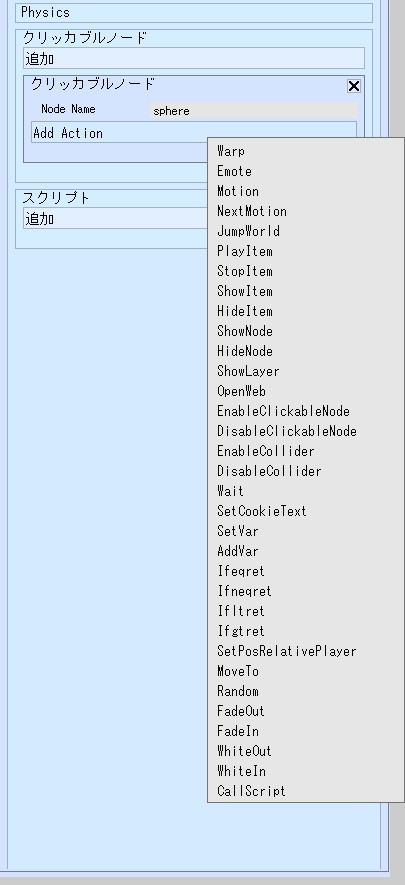 Physics
クリッカブルノード
追加
クリッカブルノード
Node Name sphere
Add Action
スクリプト
追加
Warp
Emote
Motion
NextMotion
JumpWorld
PlayItem
StopItem
ShowItem
HideItem
ShowNode
HideNode
ShowLayer
OpenWeb
EnableClickableNode
DisableClickableNode
EnableCollider
DisableCollider
Wait
SetCookieText
SetVar
AddVar
Ifeqret
Ifneqret
Ifltret
Ifgtret
SetPosRelativePlayer
MoveTo
Random
FadeOut
FadeIn
WhiteOut
WhiteIn
CallScript